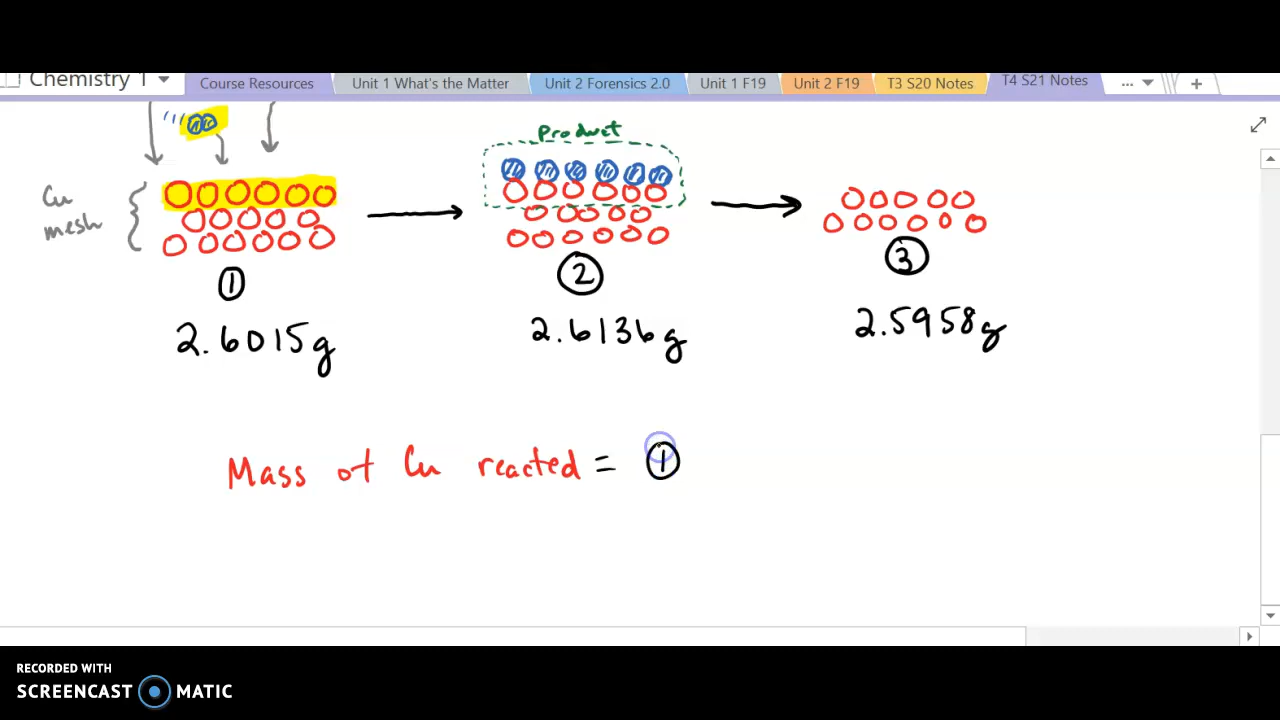 Chemistry 1
Course Resources
Unit 1 What's the Matter
Unit 2 Forensics 2.0
Unit 1 F19
Unit 2 F19
T3 S20 Notes
T4 S21 Notes
...
+
Product
Cu
mesh
1
2
3
2.6015g
2.6136g
2.5958g
Mass of Cu reacted = 1
RECORDED WITH
SCREENCAST MATIC